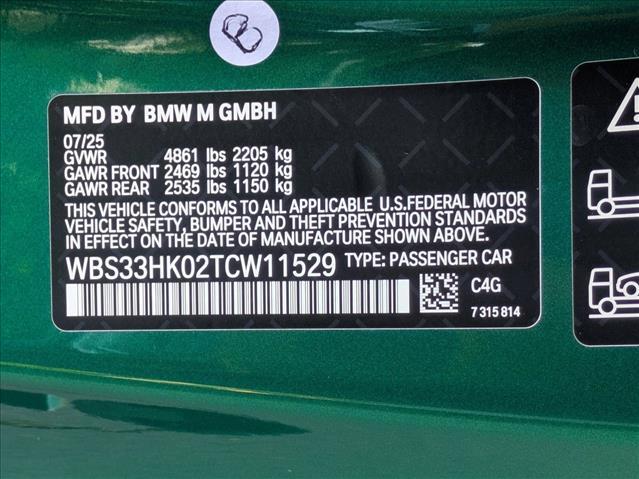 MFD BY BMW M GMBH
07/25
GVWR 4861 lbs 2205 kg
GAWR FRONT 2469 lbs 1120 kg
GAWR REAR 2535 lbs 1150 kg
THIS VEHICLE CONFORMS TO ALL APPLICABLE U.S.FEDERAL MOTOR
VEHICLE SAFETY, BUMPER AND THEFT PREVENTION STANDARDS
IN EFFECT ON THE DATE OF MANUFACTURE SHOWN ABOVE.
WBS33HK02TCW11529 TYPE: PASSENGER CAR
C4G
7 315 814